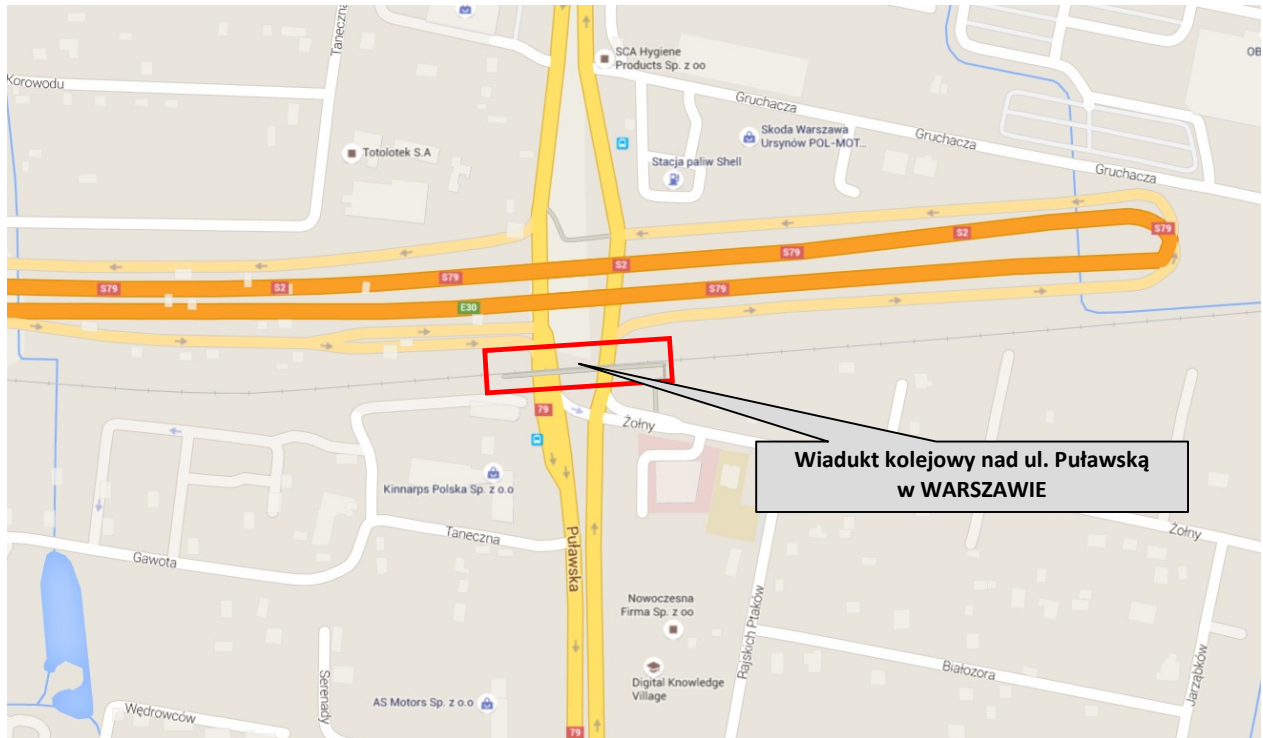 Taneczna
SCA Hygiene
Products Sp. z oo
OB
Korowodu
Gruchacza
Gruchacza
Gruchacza
Skoda Warszawa
Ursynów POL-MOT...
Totolotek S.A
Stacja paliw Shell
S79
S2
S79
S79
S2
S2
S79
S79
S79
E30
79
Żołny
Wiadukt kolejowy nad ul. Puławską
w WARSZAWIE
Kinnarps Polska Sp. z o.o
Taneczna
Puławska
Gawota
Żołny
Nowoczesna
Firma Sp. z oo
Rajskich Ptaków
Białozora
Jarząbków
Digital Knowledge
Village
Serenady
AS Motors Sp. z o.o
Wędrowców
79